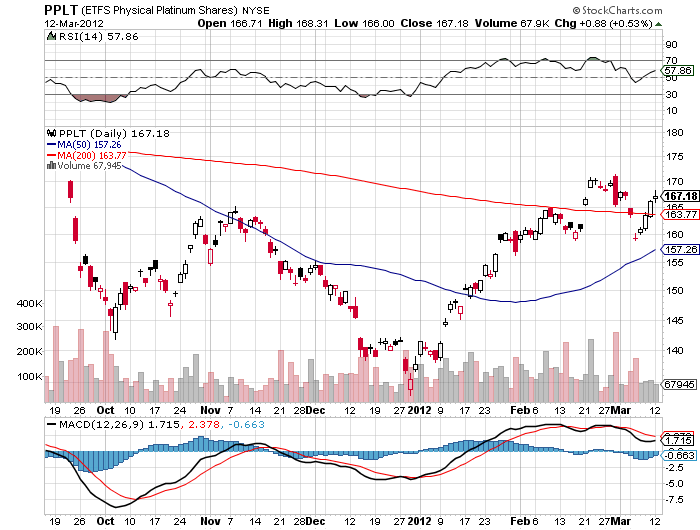 PPLT (ETFS Physical Platinum Shares) NYSE © StockCharts.com
12-Mar-2012 Open 166.71 High 168.31 Low 166.00 Close 167.18 Volume 67.9K Chg +0.88 (+0.53%)
RSI(14) 57.86
90
70
57.86
50
30
10
PPLT (Daily) 167.18
MA(50) 157.26
MA(200) 163.77
Volume 67,945
180
175
170
167.18
165
163.77
160
157.26
155
150
400K 145
300K
200K 140
100K 135
67945
19 26 Oct 10 17 24 Nov 7 14 21 28 Dec 12 19 27 2012 9 17 23 Feb 6 13 21 27 Mar 12
MACD(12,26,9) 1.715, 2.378, -0.663
1.715
-0.663
-2.5
-5.0
-7.5
19 26 Oct 10 17 24 Nov 7 14 21 28 Dec 12 19 27 2012 9 17 23 Feb 6 13 21 27 Mar 12